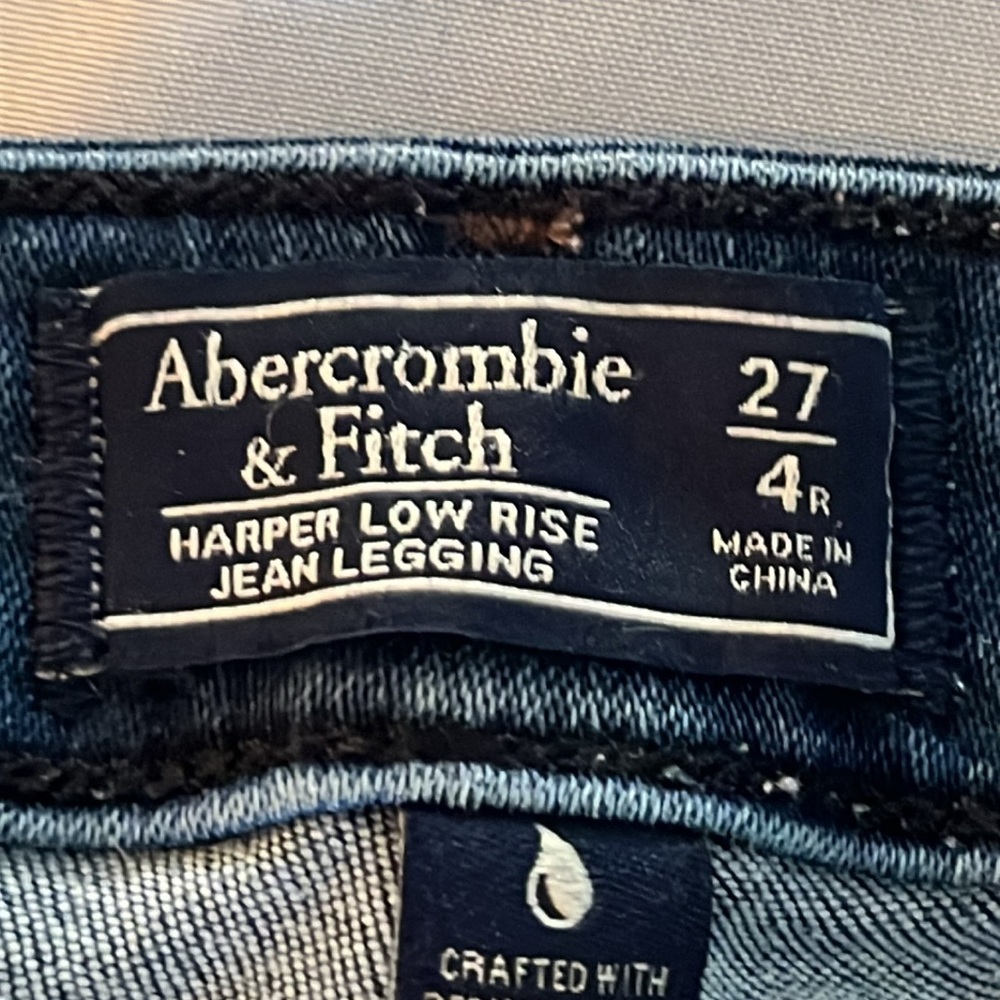 Abercrombie
& Fitch
HARPER LOW RISE
JEAN LEGGING
27
4R
MADE IN
CHINA
CRAFTED WITH